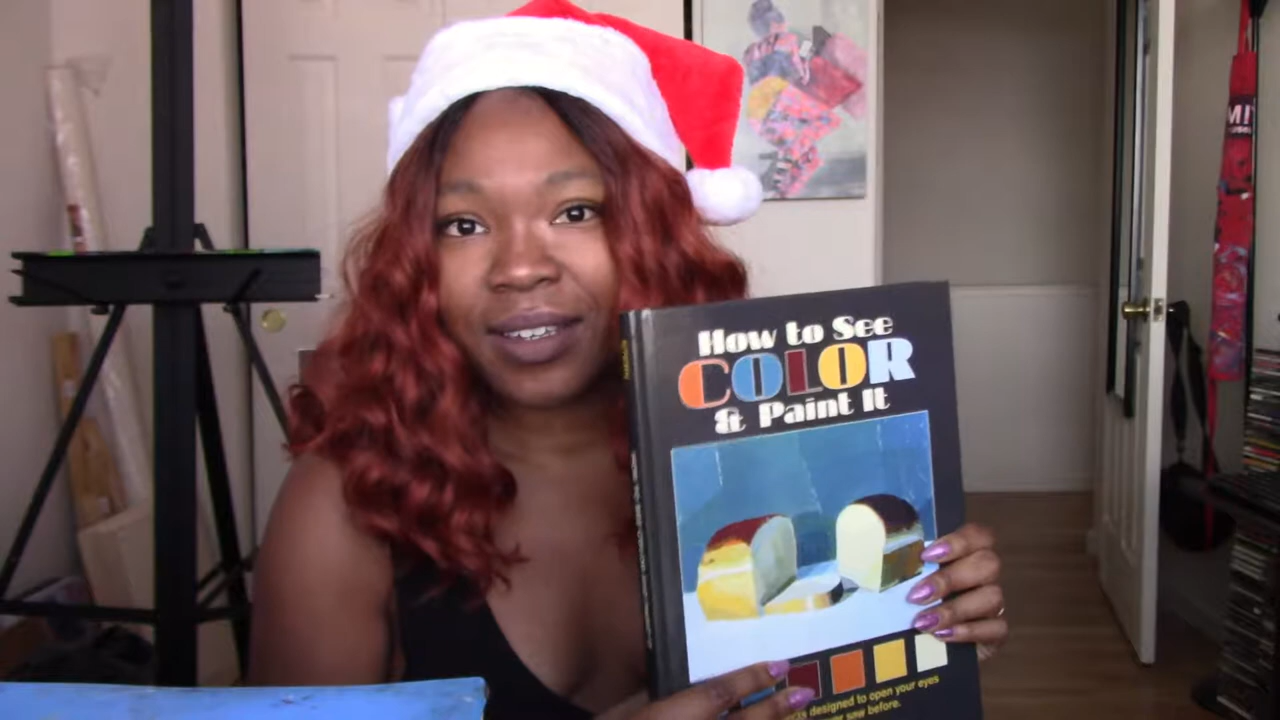 How to See
COLOR
& Paint It
designed to open your eyes
saw before.